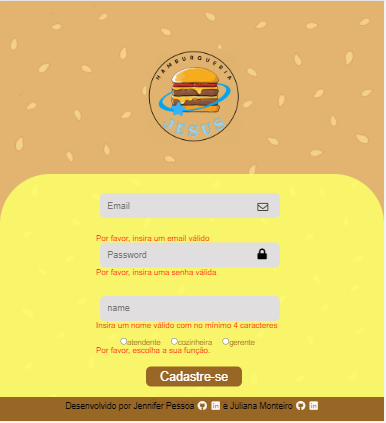 HAMBURGUERIA
JESUS
Email
Por favor, insira um email válido
Password
Por favor, insira uma senha válida
name
Insira um nome válido com no mínimo 4 caracteres
atendente cozinheira gerente
Por favor, escolha a sua função.
Cadastre-se
Desenvolvido por Jennifer Pessoa e Juliana Monteiro